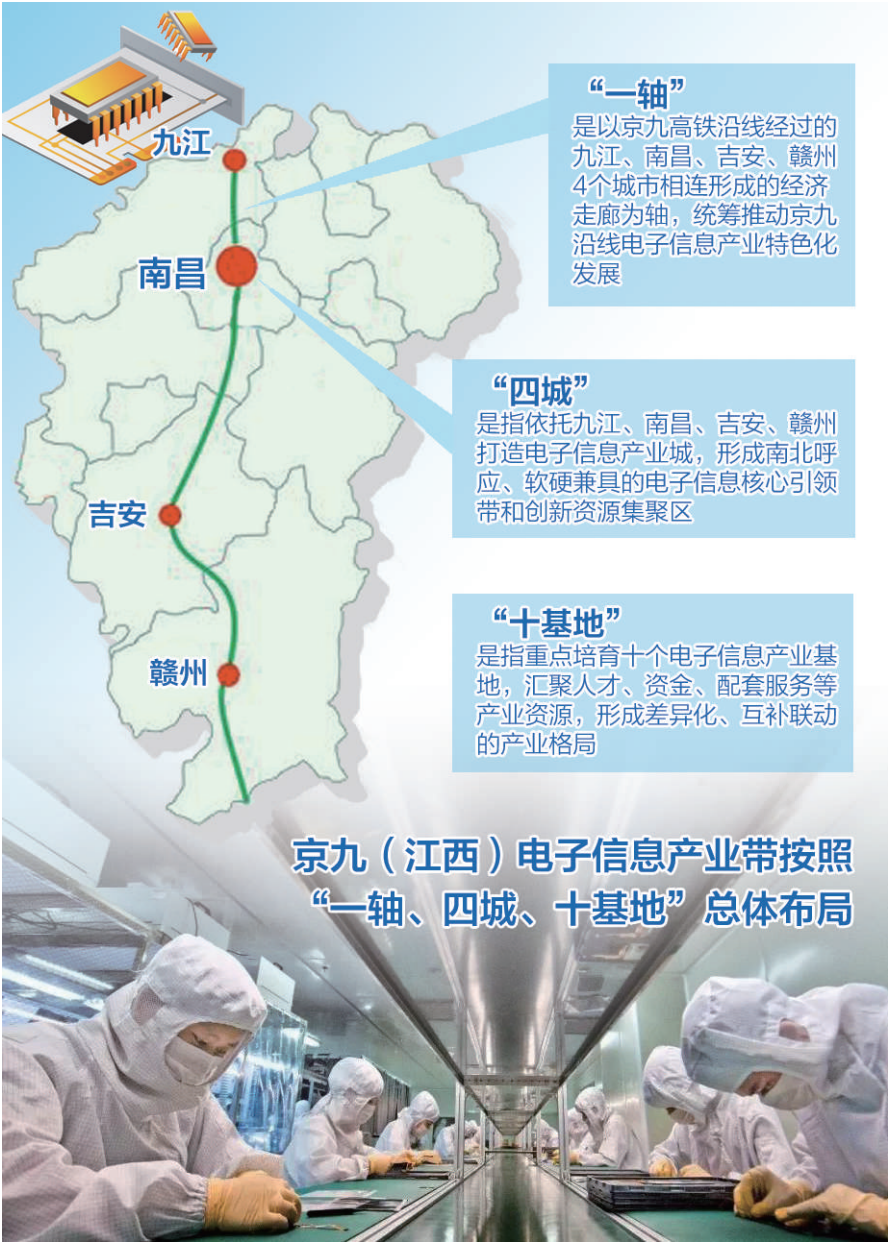 九江
南昌
吉安
赣州
“一轴”
是以京九高铁沿线经过的
九江、南昌、吉安、赣州
4个城市相连形成的经济
走廊为轴，统筹推动京九
沿线电子信息产业特色化
发展
“四城”
是指依托九江、南昌、吉安、赣州
打造电子信息产业城，形成南北呼
应、软硬兼具的电子信息核心引领
带和创新资源集聚区
“十基地”
是指重点培育十个电子信息产业基
地，汇聚人才、资金、配套服务等
产业资源，形成差异化、互补联动
的产业格局
京九（江西）电子信息产业带按照
“一轴、四城、十基地”总体布局